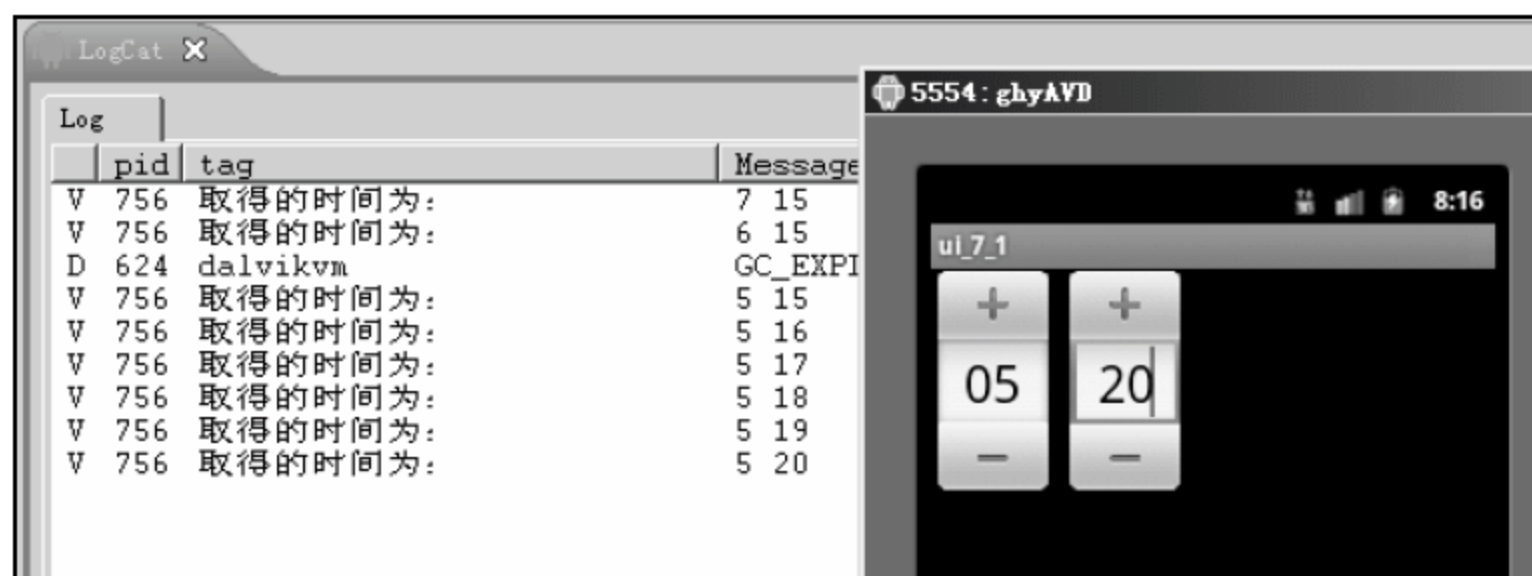 LogCat
Log
pid tag Message
V 756 取得的时间为: 7 15
V 756 取得的时间为: 6 15
D 624 dalvikvm GC_EXPI
V 756 取得的时间为: 5 15
V 756 取得的时间为: 5 16
V 756 取得的时间为: 5 17
V 756 取得的时间为: 5 18
V 756 取得的时间为: 5 19
V 756 取得的时间为: 5 20
5554:ghyAVD
8:16
ui_7_1
+ +
05 20
- -